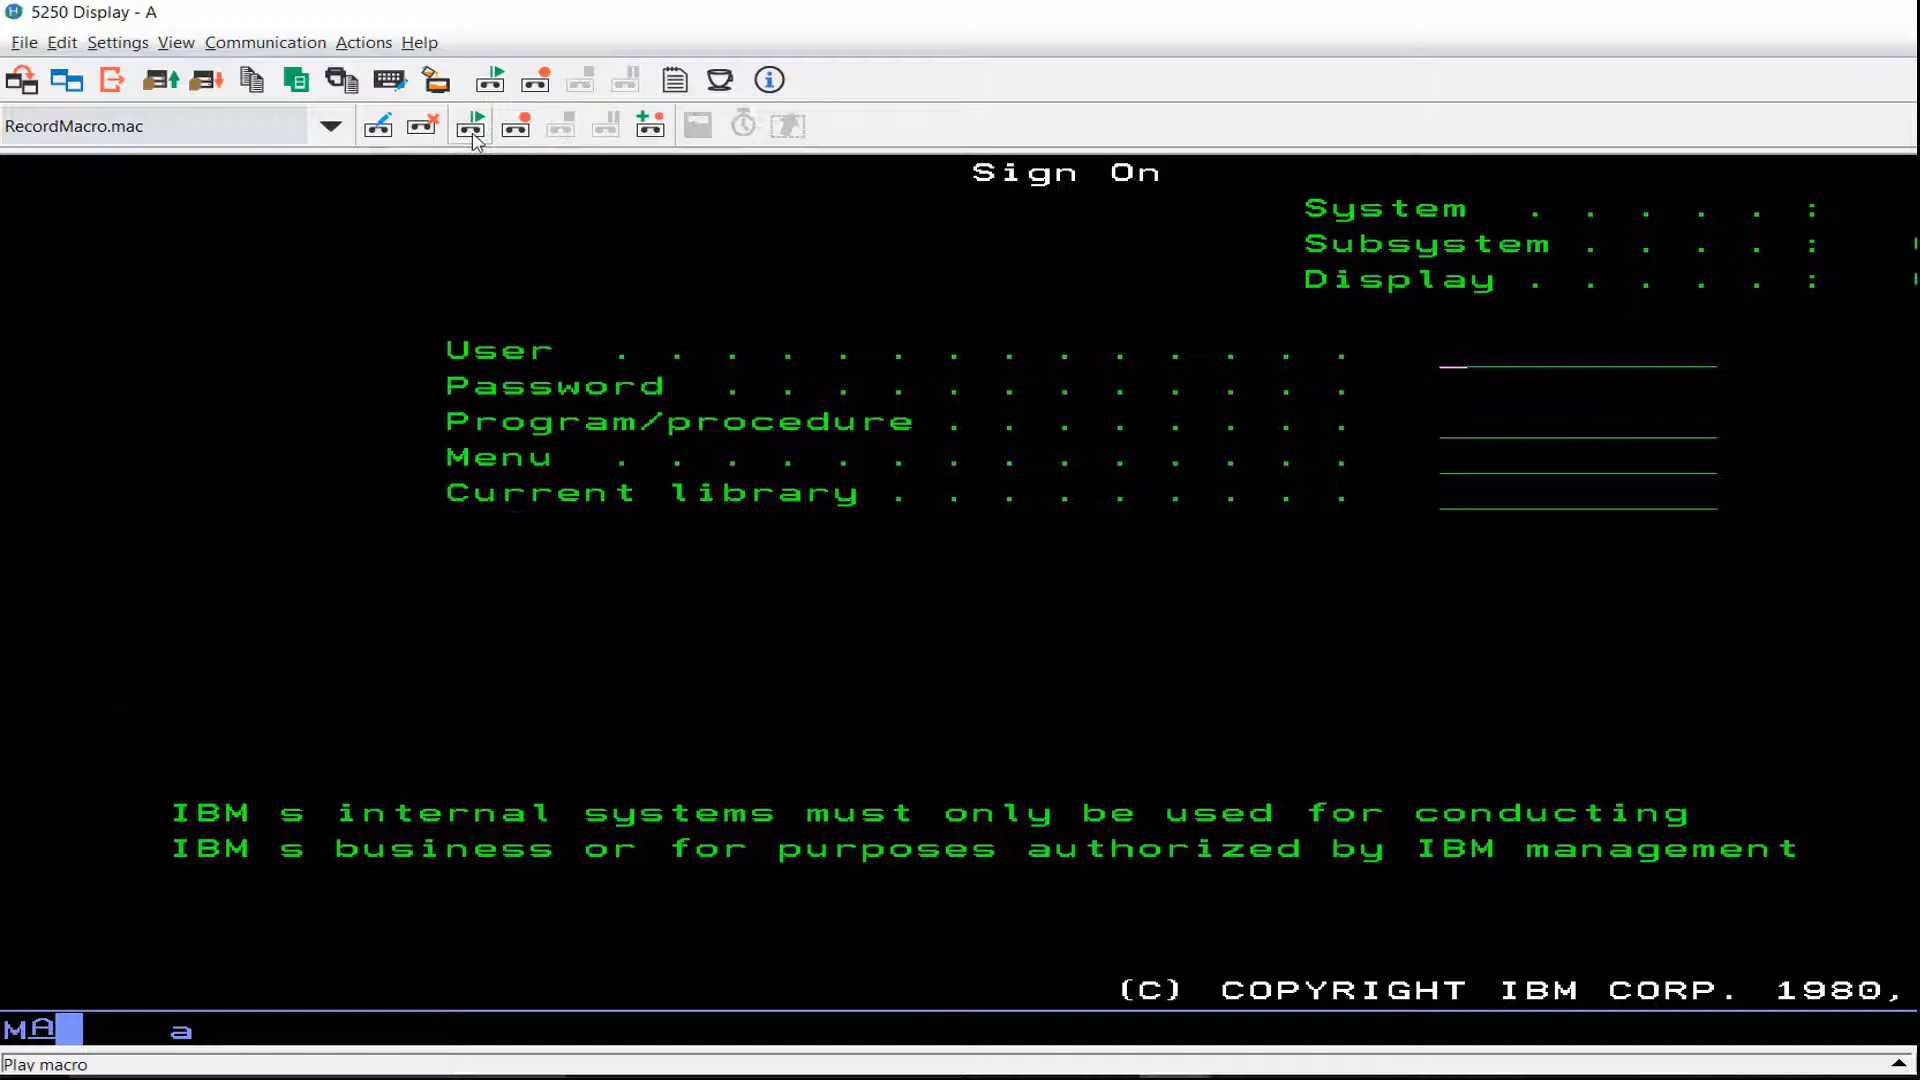 5250 Display - A
File Edit Settings View Communication Actions Help
RecordMacro.mac
Sign On
System . . . . . :
Subsystem . . . . :
Display . . . . . :
User . . . . . . . . . . . . . .
Password . . . . . . . . . . . .
Program/procedure . . . . . . . .
Menu . . . . . . . . . . . . . .
Current library . . . . . . . . .
IBM s internal systems must only be used for conducting
IBM s business or for purposes authorized by IBM management
(C) COPYRIGHT IBM CORP. 1980,
MA a
Play macro